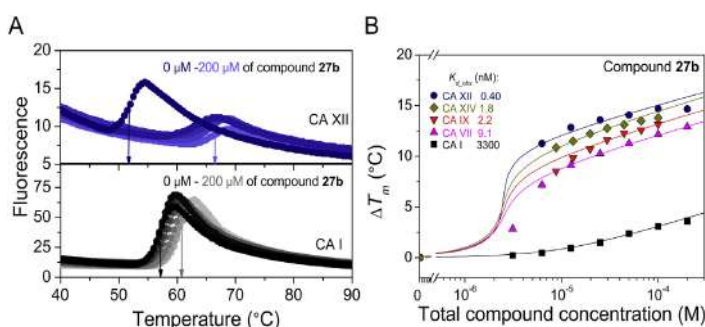 A
20
0 µM -200 µM of compound 27b
15
CA XII
10
5
75
0 µM - 200 µM of compound 27b
50
25
CA I
0
Fluorescence
40 50 60 70 80 90
Temperature (°C)
B
20
Compound 27b
Kd_obs (nM):
CA XII 0.40
CA XIV 1.8
CA IX 2.2
CA VII 9.1
CA I 3300
15
10
5
0
ΔTm (°C)
0 10⁻⁶ 10⁻⁵ 10⁻⁴ 10⁻³
Total compound concentration (M)